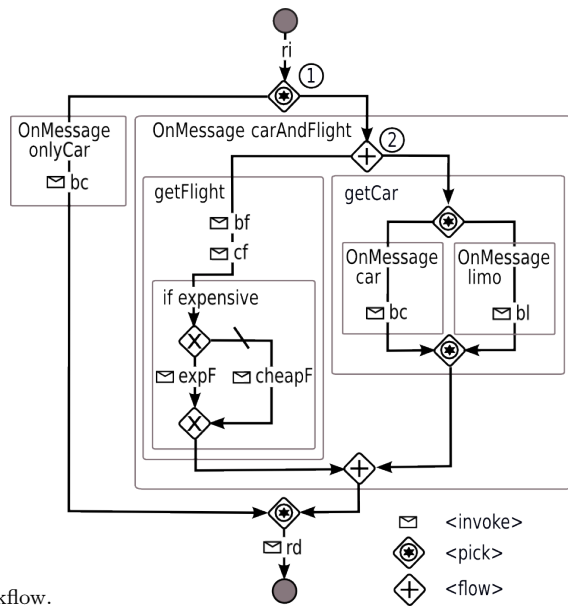 ri
1
OnMessage
onlyCar
bc
OnMessage carAndFlight
2
getFlight
bf
cf
if expensive
X
expF
cheapF
X
getCar
OnMessage
car
bc
OnMessage
limo
bl
rd
<invoke>
<pick>
<flow>
kflow.